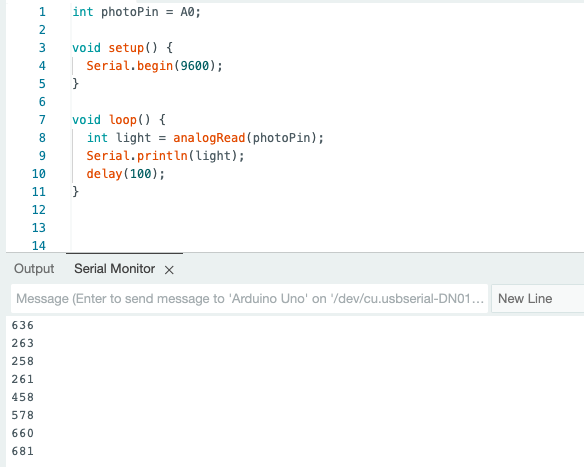 1 int photoPin = A0;
2
3 void setup() {
4 Serial.begin(9600);
5 }
6
7 void loop() {
8 int light = analogRead(photoPin);
9 Serial.println(light);
10 delay(100);
11 }
12
13
14
Output Serial Monitor ×
Message (Enter to send message to 'Arduino Uno' on '/dev/cu.usbserial-DN01... New Line
636
263
258
261
458
578
660
681